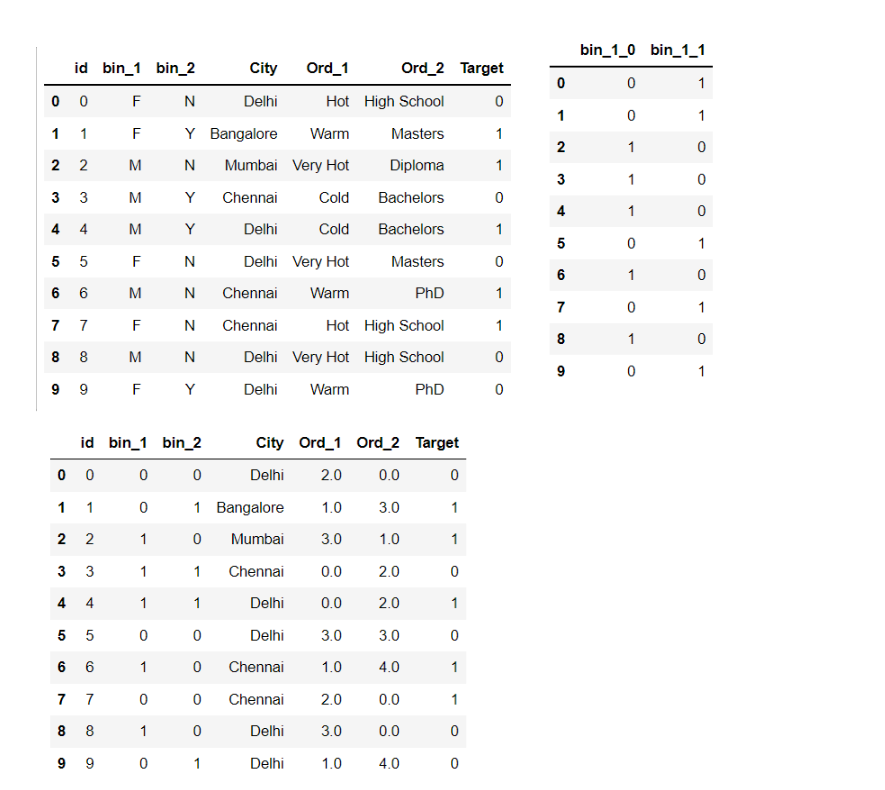 id bin_1 bin_2 City Ord_1 Ord_2 Target
0 0 F N Delhi Hot High School 0
1 1 F Y Bangalore Warm Masters 1
2 2 M N Mumbai Very Hot Diploma 1
3 3 M Y Chennai Cold Bachelors 0
4 4 M Y Delhi Cold Bachelors 1
5 5 F N Delhi Very Hot Masters 0
6 6 M N Chennai Warm PhD 1
7 7 F N Chennai Hot High School 1
8 8 M N Delhi Very Hot High School 0
9 9 F Y Delhi Warm PhD 0
bin_1_0 bin_1_1
0 0 1
1 0 1
2 1 0
3 1 0
4 1 0
5 0 1
6 1 0
7 0 1
8 1 0
9 0 1
id bin_1 bin_2 City Ord_1 Ord_2 Target
0 0 0 0 Delhi 2.0 0.0 0
1 1 0 1 Bangalore 1.0 3.0 1
2 2 1 0 Mumbai 3.0 1.0 1
3 3 1 1 Chennai 0.0 2.0 0
4 4 1 1 Delhi 0.0 2.0 1
5 5 0 0 Delhi 3.0 3.0 0
6 6 1 0 Chennai 1.0 4.0 1
7 7 0 0 Chennai 2.0 0.0 1
8 8 1 0 Delhi 3.0 0.0 0
9 9 0 1 Delhi 1.0 4.0 0